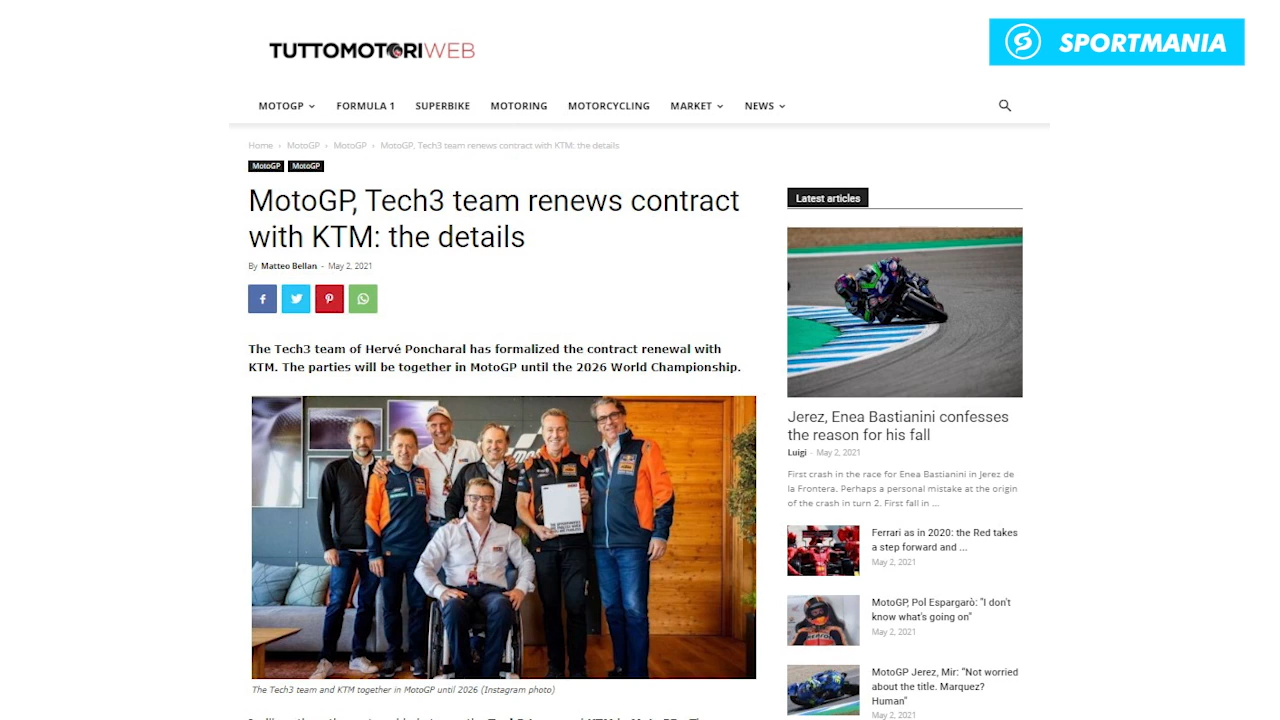 TUTTOMOTORIWEB
SPORTMANIA
MOTOGP FORMULA 1 SUPERBIKE MOTORING MOTORCYCLING MARKET NEWS
Home › MotoGP › MotoGP › MotoGP, Tech3 team renews contract with KTM: the details
MotoGP MotoGP
MotoGP, Tech3 team renews contract
with KTM: the details
By Matteo Bellan - May 2, 2021
The Tech3 team of Hervé Poncharal has formalized the contract renewal with
KTM. The parties will be together in MotoGP until the 2026 World Championship.
The Tech3 team and KTM together in MotoGP until 2026 (Instagram photo)
Latest articles
Jerez, Enea Bastianini confesses
the reason for his fall
Luigi - May 2, 2021
First crash in the race for Enea Bastianini in Jerez de
la Frontera. Perhaps a personal mistake at the origin
of the crash in turn 2. First fall in ...
Ferrari as in 2020: the Red takes
a step forward and ...
May 2, 2021
MotoGP, Pol Espargarò: "I don't
know what's going on"
May 2, 2021
MotoGP Jerez, Mir: “Not worried
about the title. Marquez?
Human"
May 2, 2021